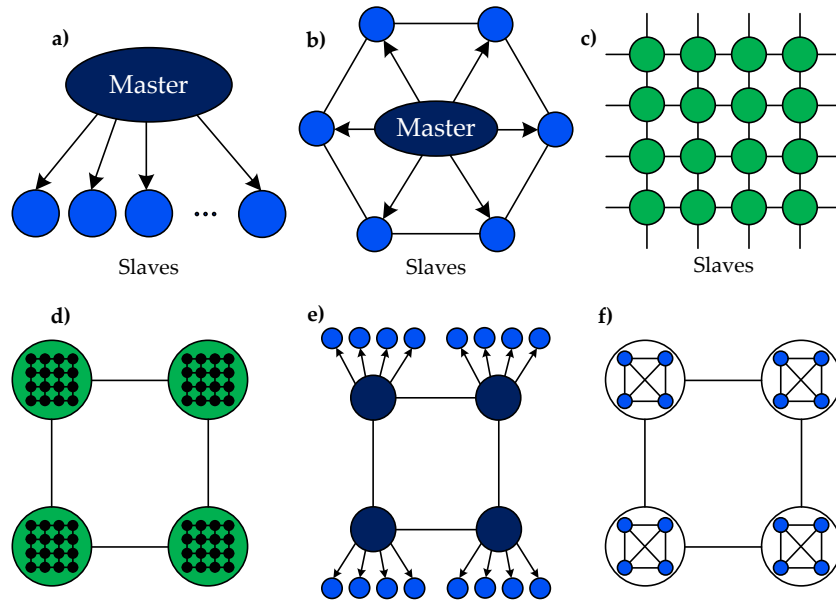 a)
Master
...
Slaves
b)
Master
Slaves
c)
Slaves
d)
e)
f)